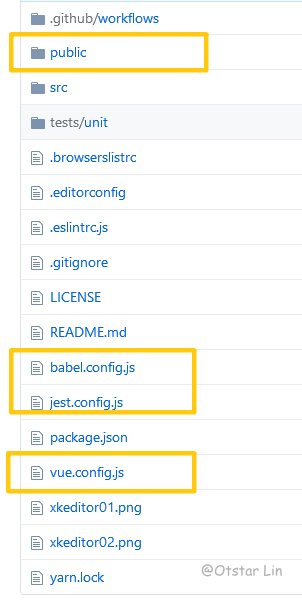 .github/workflows
public
src
tests/unit
.browserslistrc
.editorconfig
.eslintrc.js
.gitignore
LICENSE
README.md
babel.config.js
jest.config.js
package.json
vue.config.js
xkeditor01.png
xkeditor02.png
yarn.lock
@Otstar Lin